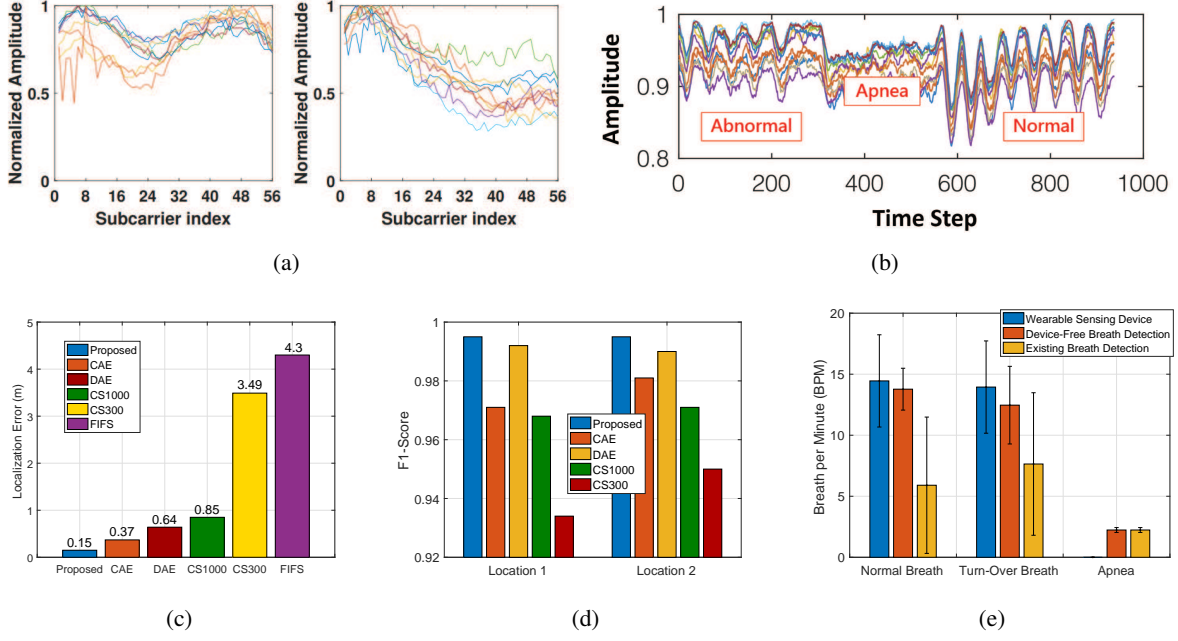 Normalized Amplitude
1
0.5
0
0 8 16 24 32 40 48 56
Subcarrier index
Normalized Amplitude
1
0.5
0
0 8 16 24 32 40 48 56
Subcarrier index
(a)
Amplitude
1
0.9
0.8
Abnormal
Apnea
Normal
0 200 400 600 800 1000
Time Step
(b)
Localization Error (m)
5
4
3
2
1
0
Proposed
CAE
DAE
CS1000
CS300
FIFS
0.15
0.37
0.64
0.85
3.49
4.3
Proposed CAE DAE CS1000 CS300 FIFS
(c)
F1-Score
1
0.98
0.96
0.94
0.92
Proposed
CAE
DAE
CS1000
CS300
Location 1 Location 2
(d)
Breath per Minute (BPM)
20
15
10
5
0
Wearable Sensing Device
Device-Free Breath Detection
Existing Breath Detection
Normal Breath Turn-Over Breath Apnea
(e)